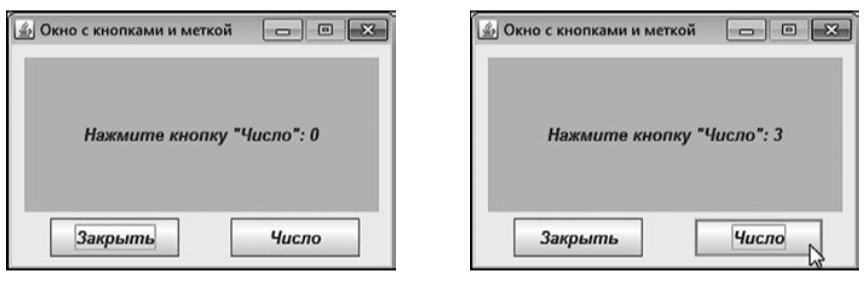 Окно с кнопками и меткой
Нажмите кнопку "Число": 0
Закрыть Число
Окно с кнопками и меткой
Нажмите кнопку "Число": 3
Закрыть Число